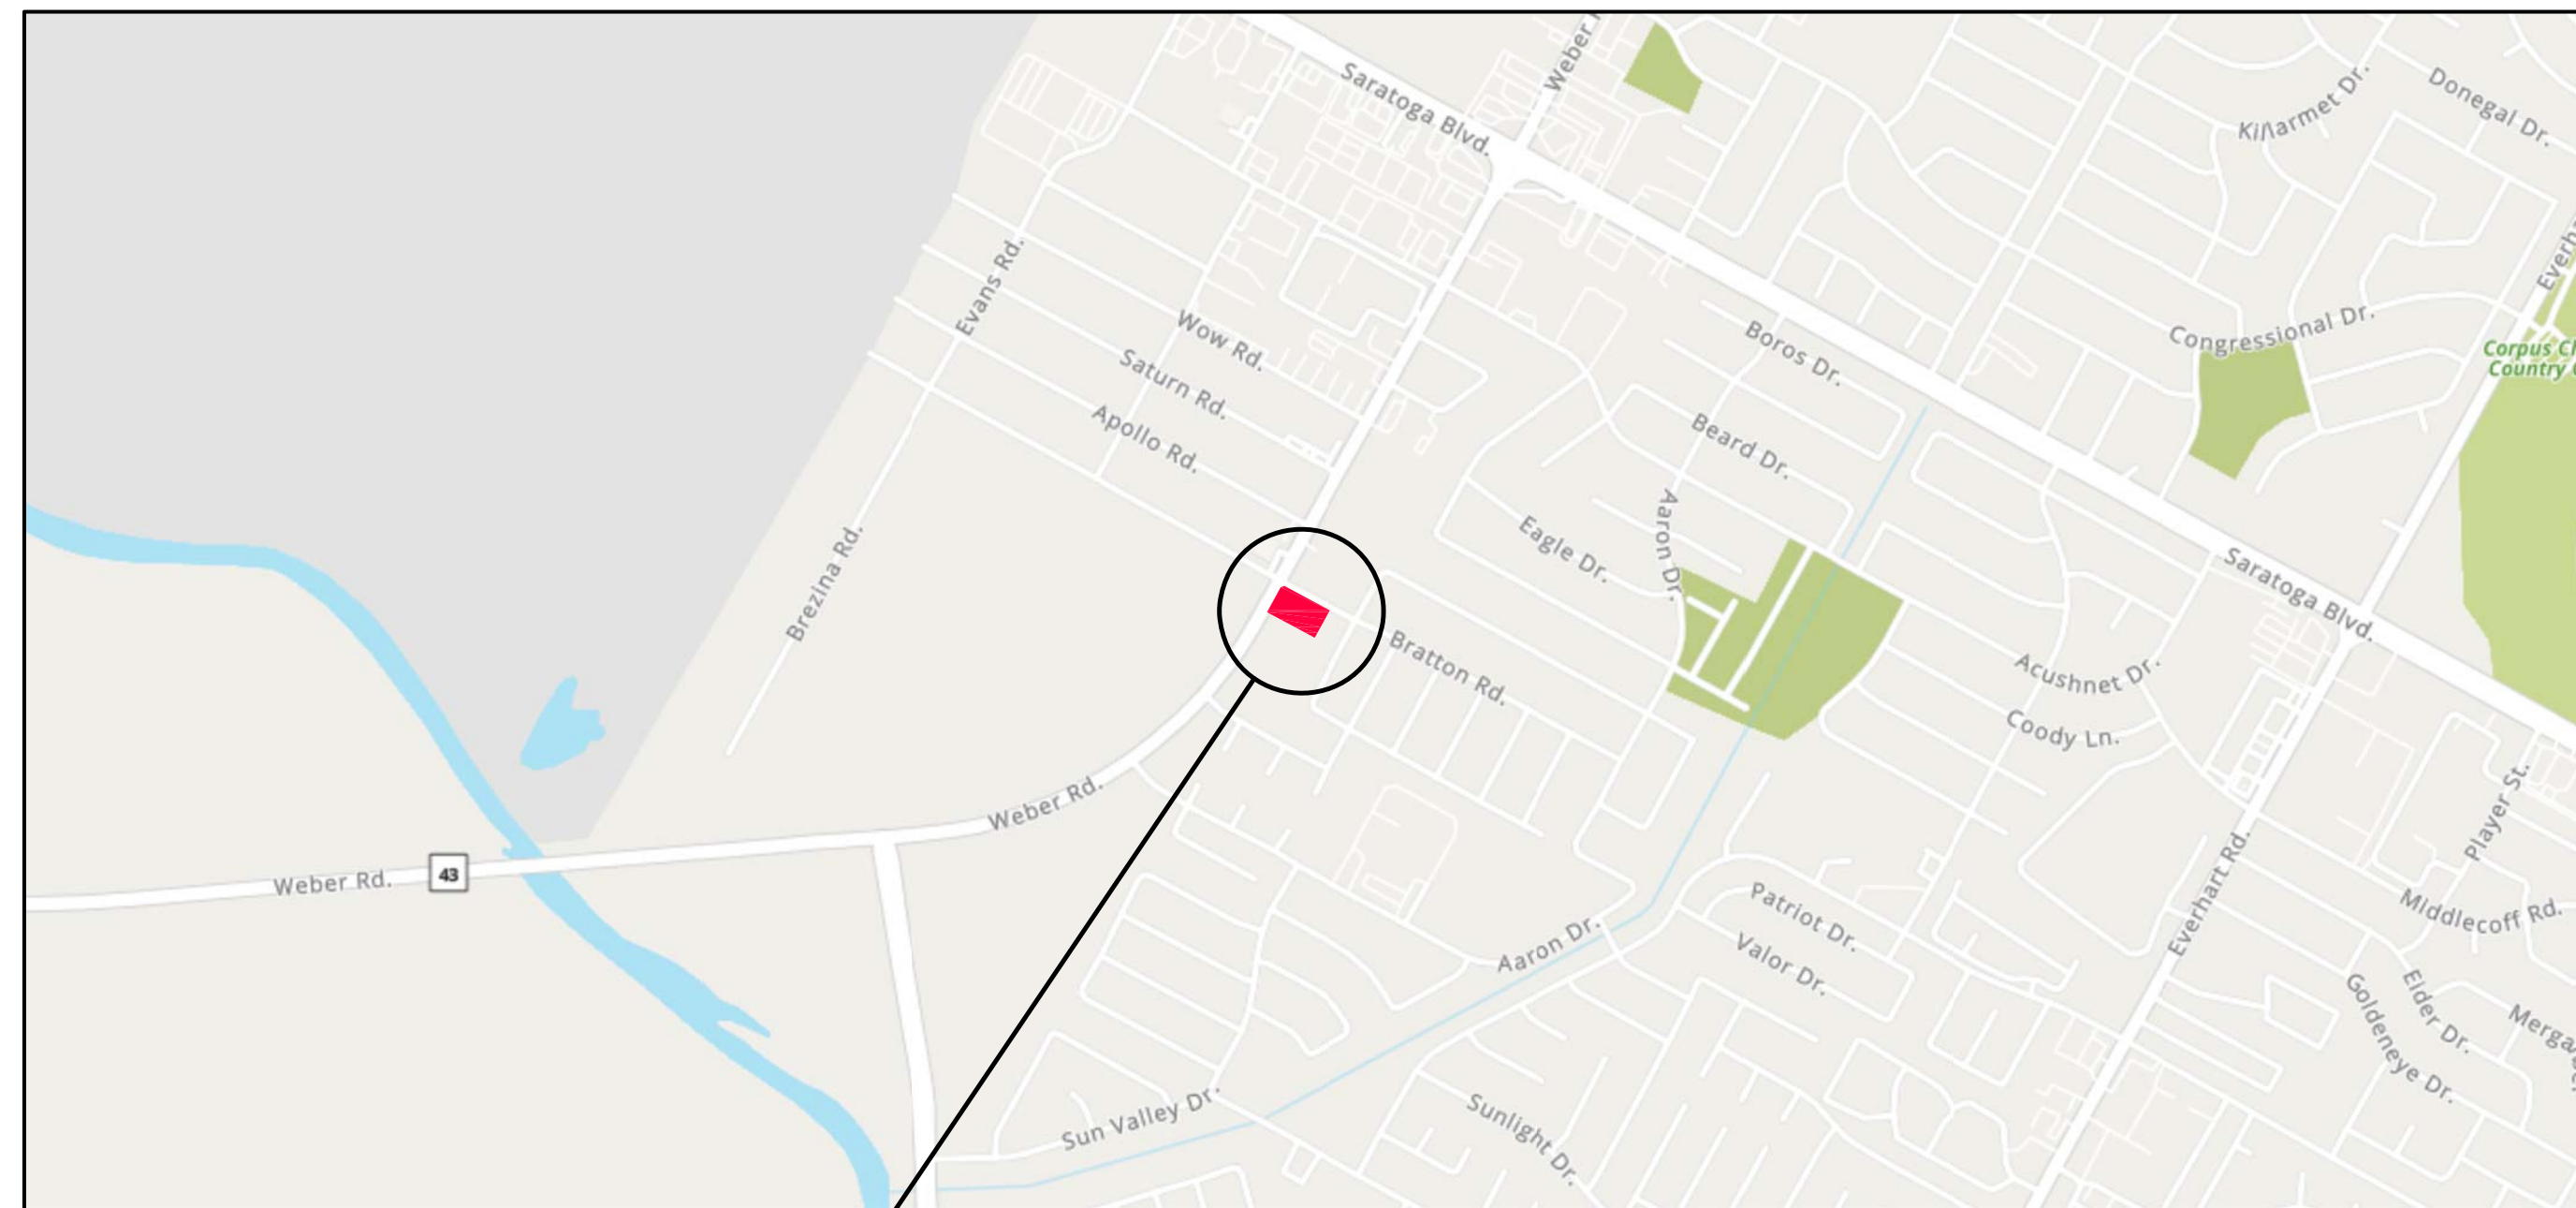 Weber
Saratoga Blvd.
Killarmet Dr.
Donegal Dr.
Evans Rd.
Everh
Wow Rd.
Saturn Rd.
Apollo Rd.
Boros Dr.
Congressional Dr.
Corpus C
Country
Beard Dr.
Aaron Dr.
Eagle Dr.
Brezina Rd.
Bratton Rd.
Saratoga Blvd.
Acushnet Dr.
Coody Ln.
Weber Rd.
Player St.
Weber Rd.
43
Everhart Rd.
Patriot Dr.
Valor Dr.
Aaron Dr.
Middlecoff Rd.
Goldeneye Dr.
Elder Dr.
Merga
Sun Valley Dr.
Sunlight Dr.